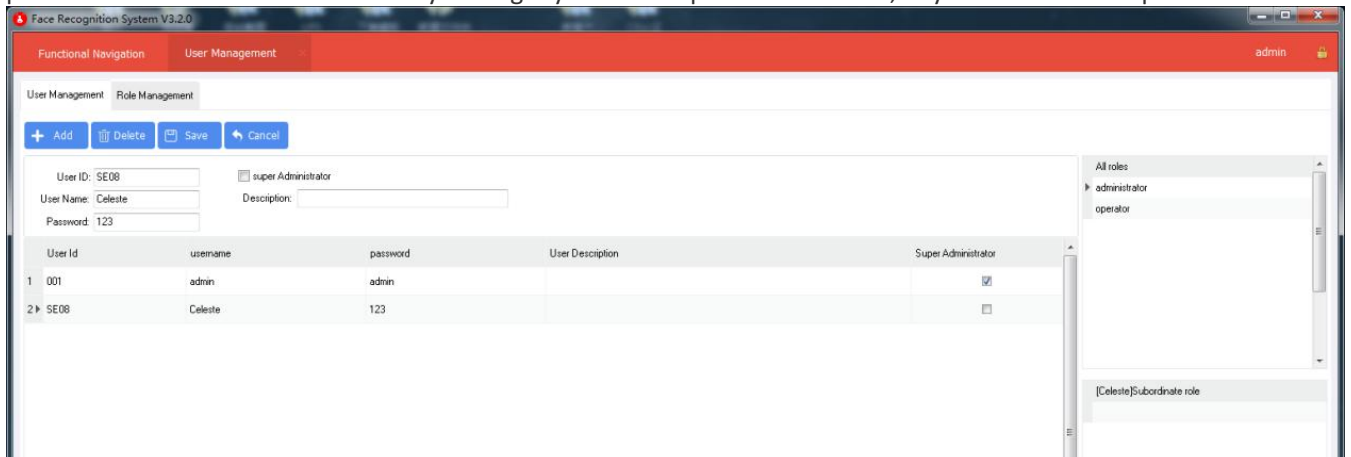 Face Recognition System V3.2.0
Functional Navigation User Management × admin
User Management Role Management
+ Add Delete Save Cancel
User ID: SE08 super Administrator
User Name: Celeste Description:
Password: 123
User Id username password User Description Super Administrator
1 001 admin admin
2 SE08 Celeste 123
All roles
administrator
operator
[Celeste]Subordinate role